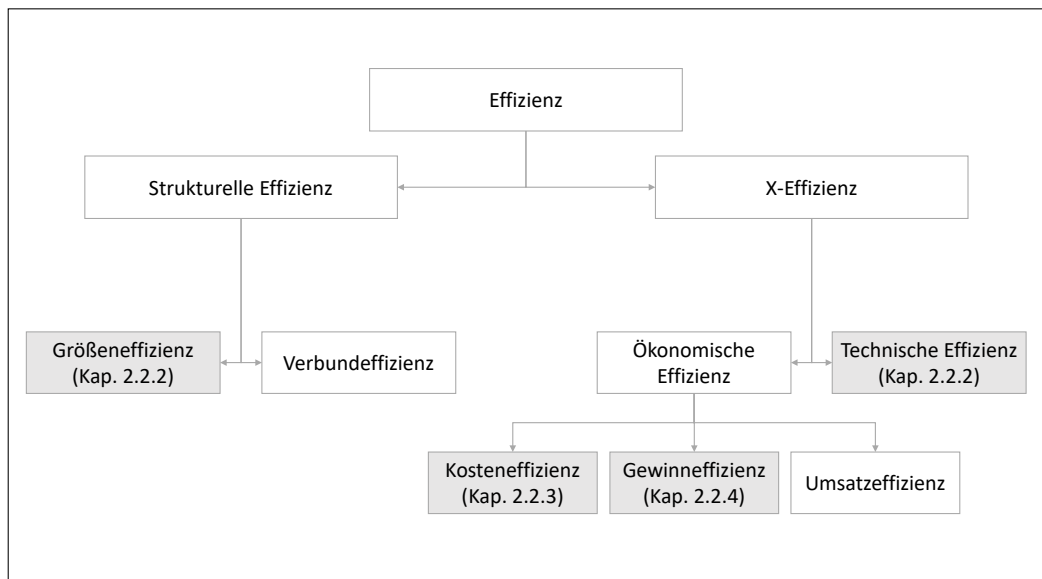 Effizienz
Strukturelle Effizienz
X-Effizienz
Größeneffizienz
(Kap. 2.2.2)
Verbundeffizienz
Ökonomische
Effizienz
Technische Effizienz
(Kap. 2.2.2)
Kosteneffizienz
(Kap. 2.2.3)
Gewinneffizienz
(Kap. 2.2.4)
Umsatzeffizienz